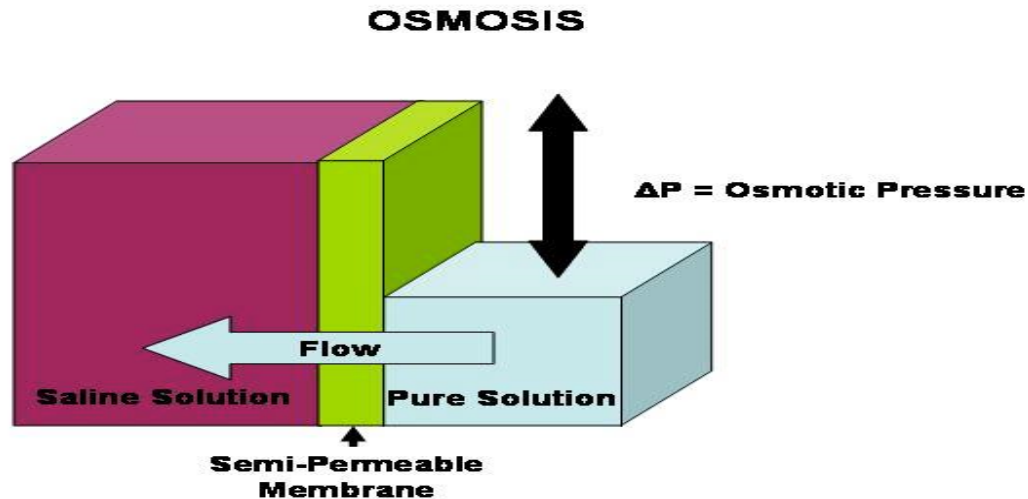 OSMOSIS
ΔP = Osmotic Pressure
Flow
Saline Solution
Pure Solution
Semi-Permeable
Membrane